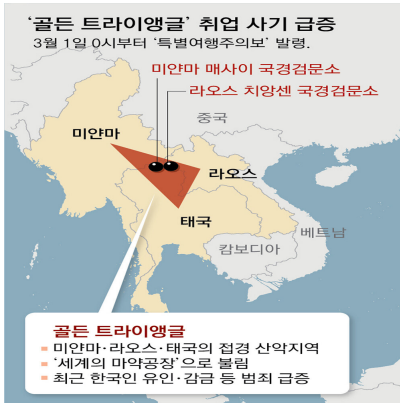 ‘골든 트라이앵글’ 취업 사기 급증
3월 1일 0시부터 ‘특별여행주의보’ 발령.
미얀마 매사이 국경검문소
라오스 치앙센 국경검문소
중국
미얀마
라오스
태국
베트남
캄보디아
골든 트라이앵글
미얀마·라오스·태국의 접경 산악지역
‘세계의 마약공장’으로 불림
최근 한국인 유인·감금 등 범죄 급증